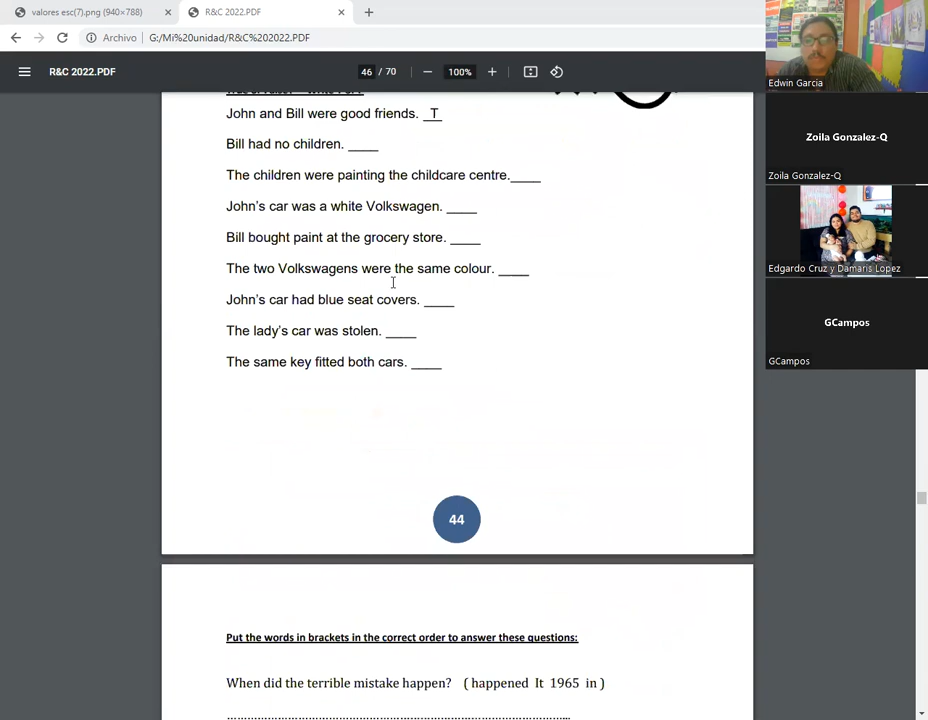 valores esc(7).png (940×788)
R&C 2022.PDF
Archivo
G:/Mi%20unidad/R&C%202022.PDF
R&C 2022.PDF
46 / 70
100%
John and Bill were good friends. __T_
Bill had no children. ____
The children were painting the childcare centre.____
John's car was a white Volkswagen. ____
Bill bought paint at the grocery store. ____
The two Volkswagens were the same colour. ____
John's car had blue seat covers. ____
The lady's car was stolen. ____
The same key fitted both cars. ____
44
Put the words in brackets in the correct order to answer these questions:
When did the terrible mistake happen? ( happened It 1965 in )
Edwin Garcia
Zoila Gonzalez-Q
Zoila Gonzalez-Q
Edgardo Cruz y Damaris Lopez
GCampos
GCampos